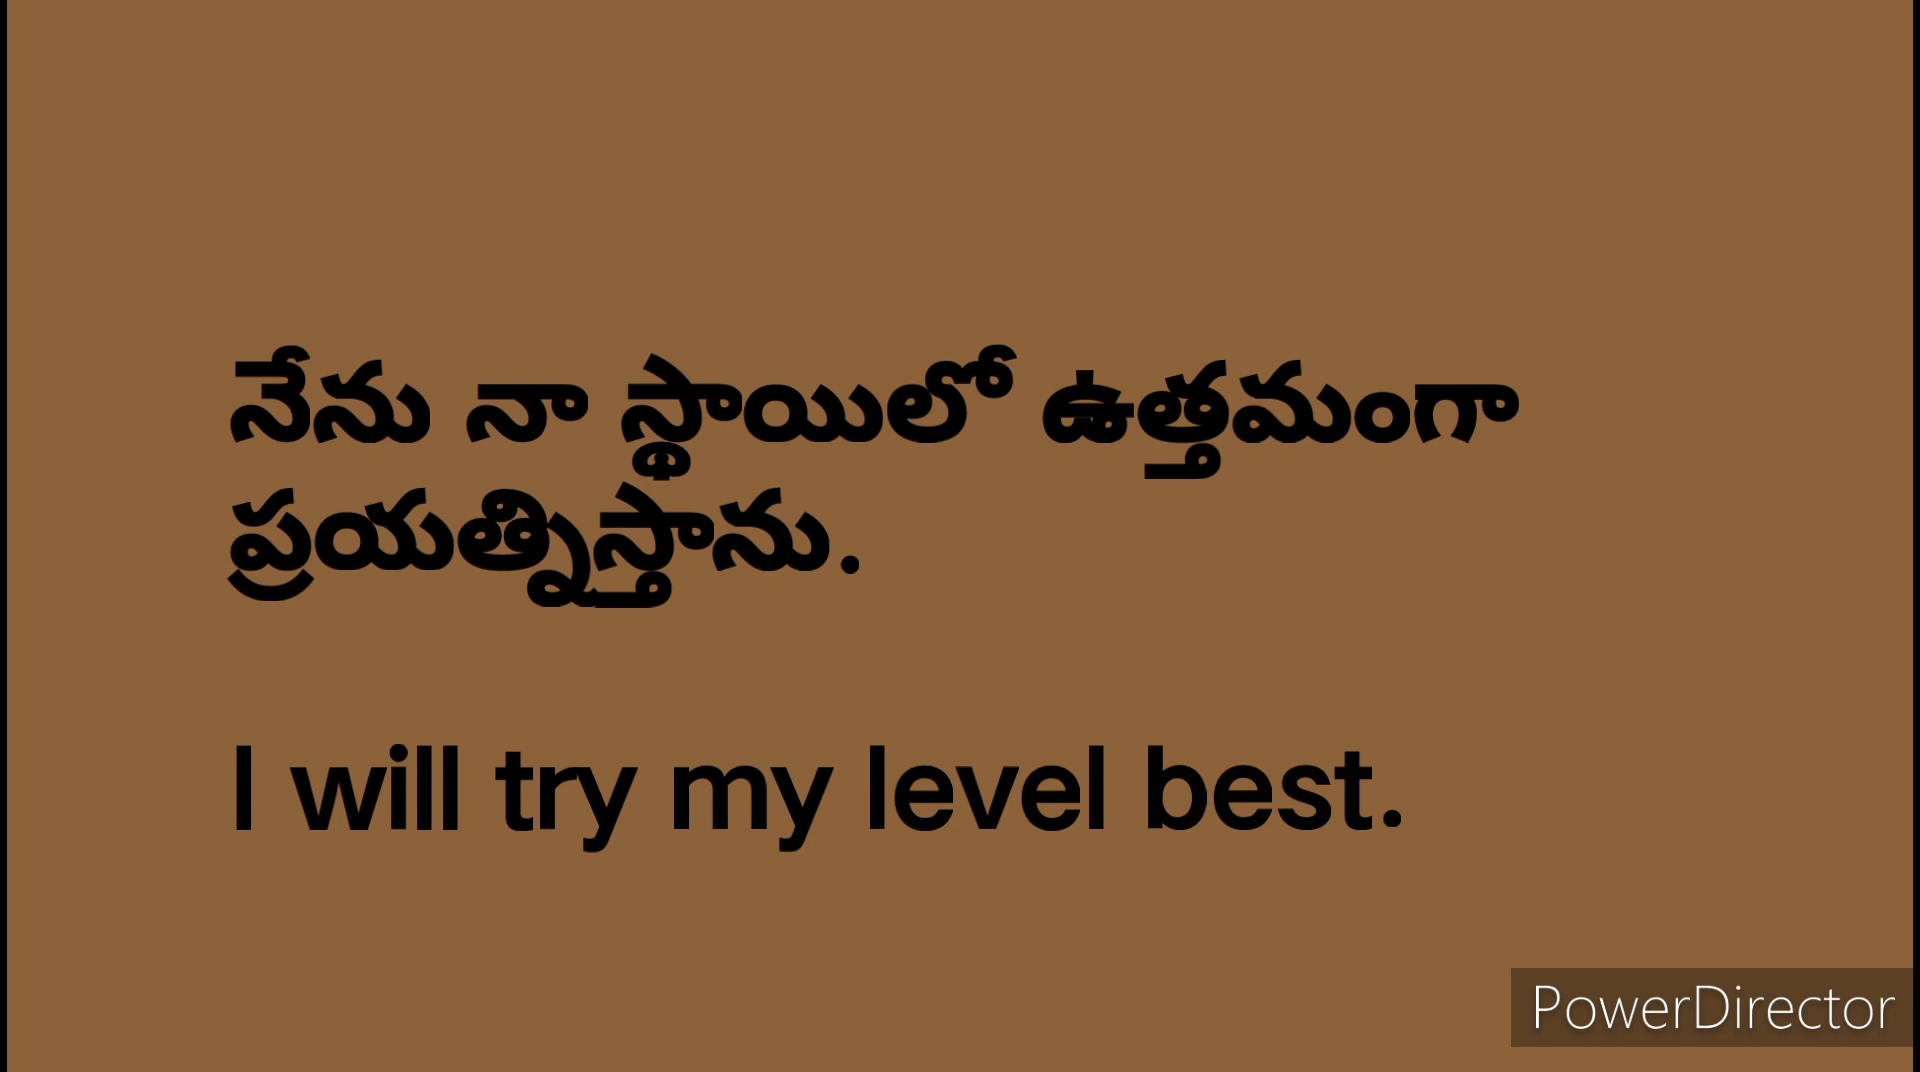 నేను నా స్థాయిలో ఉత్తమంగా
ప్రయత్నిస్తాను.
I will try my level best.
PowerDirector